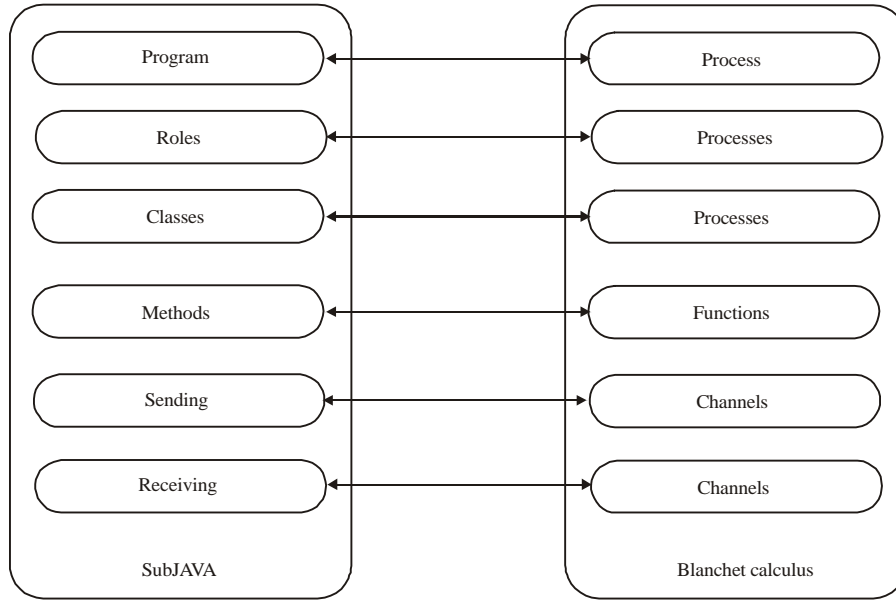 Program
Process
Roles
Processes
Classes
Processes
Methods
Functions
Sending
Channels
Receiving
Channels
SubJAVA
Blanchet calculus